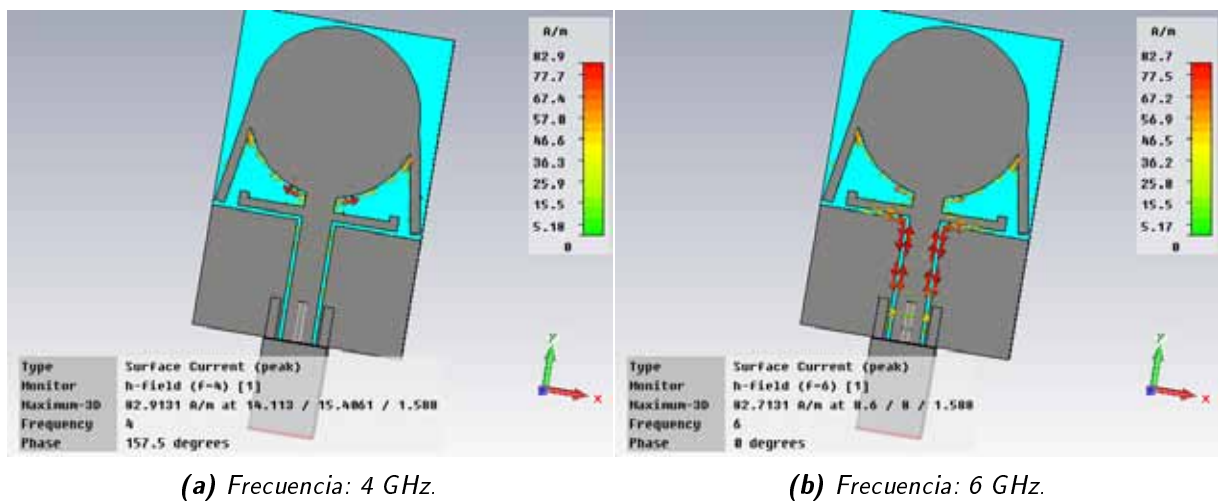 A/m
82.9
77.7
67.4
57.0
46.6
36.3
25.9
15.5
5.18
0
y
x
Type Surface Current (peak)
Monitor h-field (f=4) [1]
Maximum-3D 82.9131 A/m at 14.113 / 15.4061 / 1.588
Frequency 4
Phase 157.5 degrees
(a) Frecuencia: 4 GHz.
A/m
82.7
77.5
67.2
56.9
46.5
36.2
25.8
15.5
5.17
0
y
x
Type Surface Current (peak)
Monitor h-field (f=6) [1]
Maximum-3D 82.7131 A/m at 8.6 / 0 / 1.588
Frequency 6
Phase 0 degrees
(b) Frecuencia: 6 GHz.